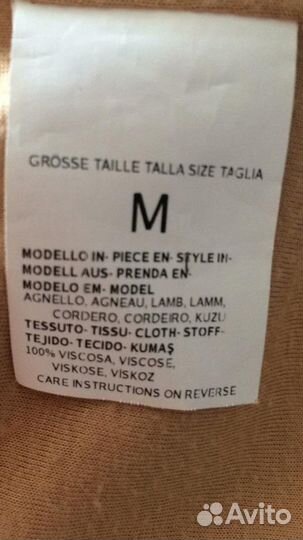 GRÖSSE TAILLE TALLA SIZE TAGLIA
M
MODELLO IN- PIECE EN- STYLE IN-
MODELL AUS- PRENDA EN-
MODELO EM- MODEL
AGNELLO, AGNEAU, LAMB, LAMM,
CORDERO, CORDEIRO, KUZU
TESSUTO- TISSU- CLOTH- STOFF-
TEJIDO- TECIDO- KUMAŞ
100% VISCOSA, VISCOSE,
VISKOSE, VİSKOZ
CARE INSTRUCTIONS ON REVERSE
Avito